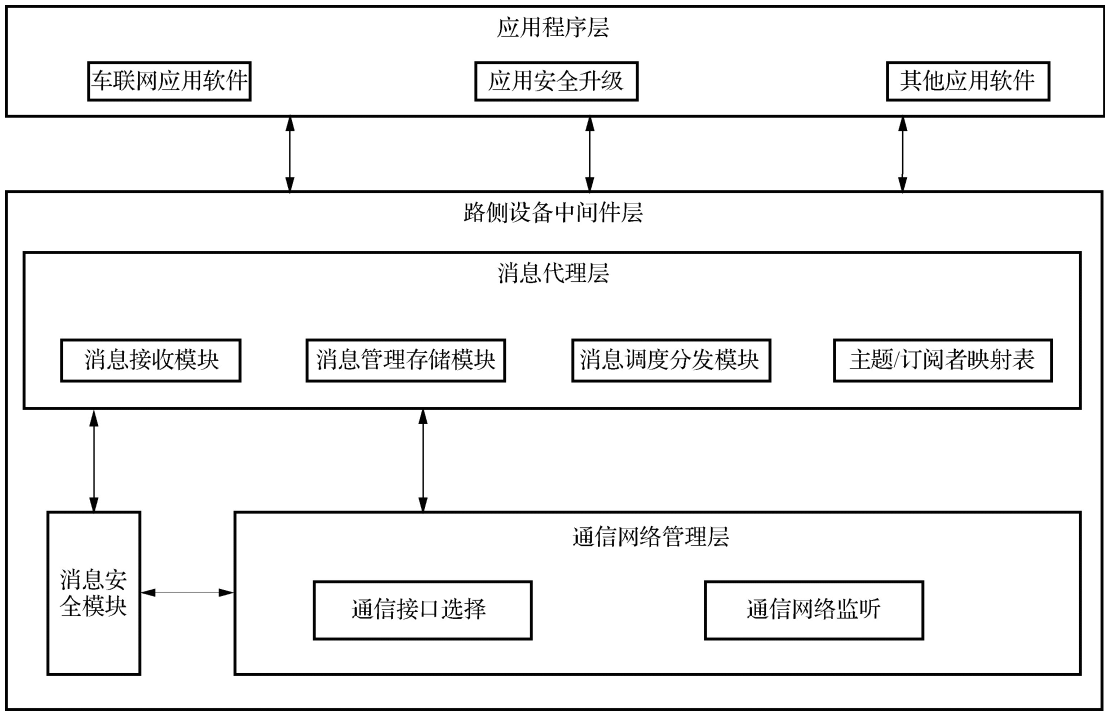 应用程序层
车联网应用软件
应用安全升级
其他应用软件
路侧设备中间件层
消息代理层
消息接收模块
消息管理存储模块
消息调度分发模块
主题/订阅者映射表
消息安
全模块
通信网络管理层
通信接口选择
通信网络监听